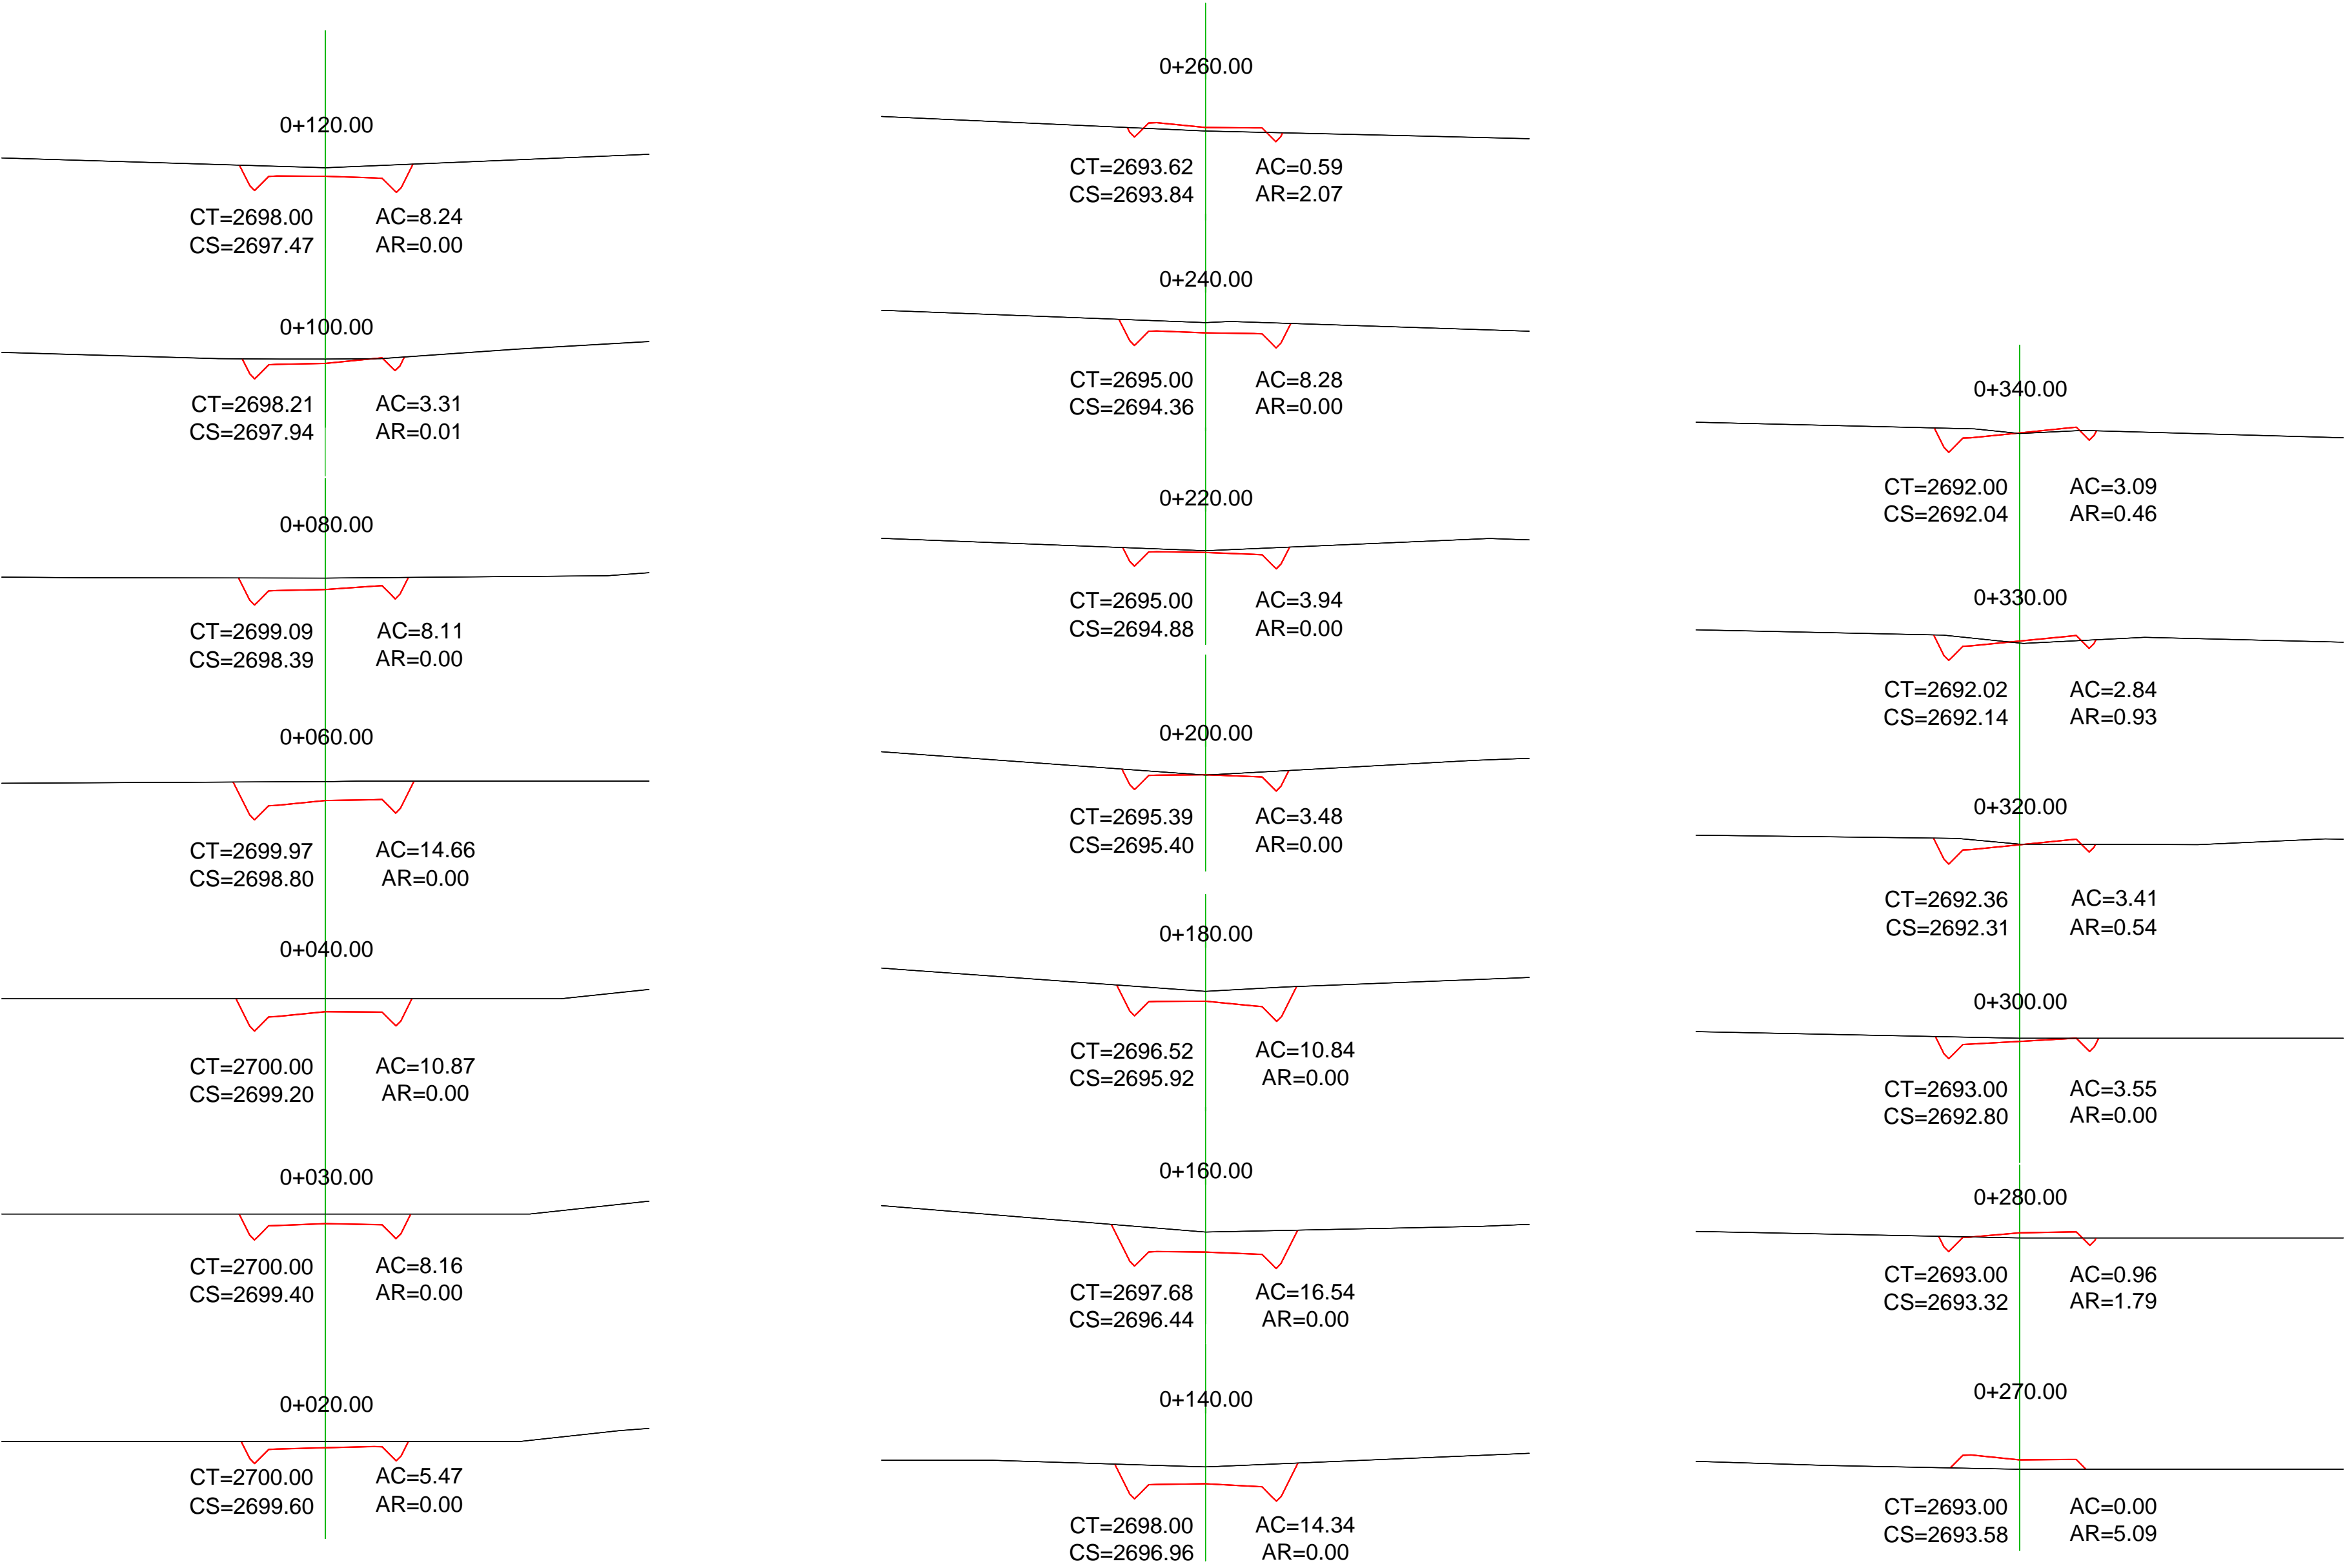 0+120.00
CT=2698.00 AC=8.24
CS=2697.47 AR=0.00
0+100.00
CT=2698.21 AC=3.31
CS=2697.94 AR=0.01
0+080.00
CT=2699.09 AC=8.11
CS=2698.39 AR=0.00
0+060.00
CT=2699.97 AC=14.66
CS=2698.80 AR=0.00
0+040.00
CT=2700.00 AC=10.87
CS=2699.20 AR=0.00
0+030.00
CT=2700.00 AC=8.16
CS=2699.40 AR=0.00
0+020.00
CT=2700.00 AC=5.47
CS=2699.60 AR=0.00
0+260.00
CT=2693.62 AC=0.59
CS=2693.84 AR=2.07
0+240.00
CT=2695.00 AC=8.28
CS=2694.36 AR=0.00
0+220.00
CT=2695.00 AC=3.94
CS=2694.88 AR=0.00
0+200.00
CT=2695.39 AC=3.48
CS=2695.40 AR=0.00
0+180.00
CT=2696.52 AC=10.84
CS=2695.92 AR=0.00
0+160.00
CT=2697.68 AC=16.54
CS=2696.44 AR=0.00
0+140.00
CT=2698.00 AC=14.34
CS=2696.96 AR=0.00
0+340.00
CT=2692.00 AC=3.09
CS=2692.04 AR=0.46
0+330.00
CT=2692.02 AC=2.84
CS=2692.14 AR=0.93
0+320.00
CT=2692.36 AC=3.41
CS=2692.31 AR=0.54
0+300.00
CT=2693.00 AC=3.55
CS=2692.80 AR=0.00
0+280.00
CT=2693.00 AC=0.96
CS=2693.32 AR=1.79
0+270.00
CT=2693.00 AC=0.00
CS=2693.58 AR=5.09